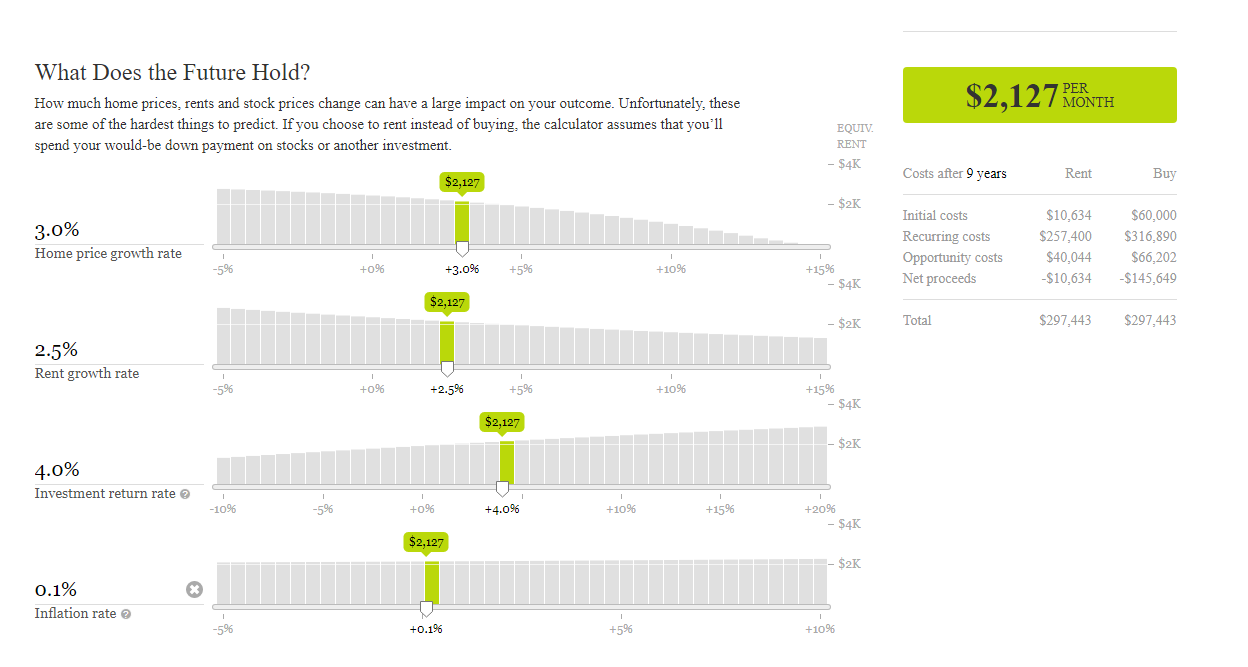 What Does the Future Hold?
How much home prices, rents and stock prices change can have a large impact on your outcome. Unfortunately, these
are some of the hardest things to predict. If you choose to rent instead of buying, the calculator assumes that you’ll
spend your would-be down payment on stocks or another investment.
EQUIV.
RENT
$4K
$2,127
$2K
3.0%
Home price growth rate
-5% +0% +3.0% +5% +10% +15%
$4K
$2,127
$2K
2.5%
Rent growth rate
-5% +0% +2.5% +5% +10% +15%
$4K
$2,127
$2K
4.0%
Investment return rate ?
-10% -5% +0% +4.0% +10% +15% +20%
$4K
$2,127
$2K
0.1%
Inflation rate ?
-5% +0.1% +5% +10%
$2,127 PER
MONTH
Costs after 9 years Rent Buy
Initial costs $10,634 $60,000
Recurring costs $257,400 $316,890
Opportunity costs $40,044 $66,202
Net proceeds -$10,634 -$145,649
Total $297,443 $297,443